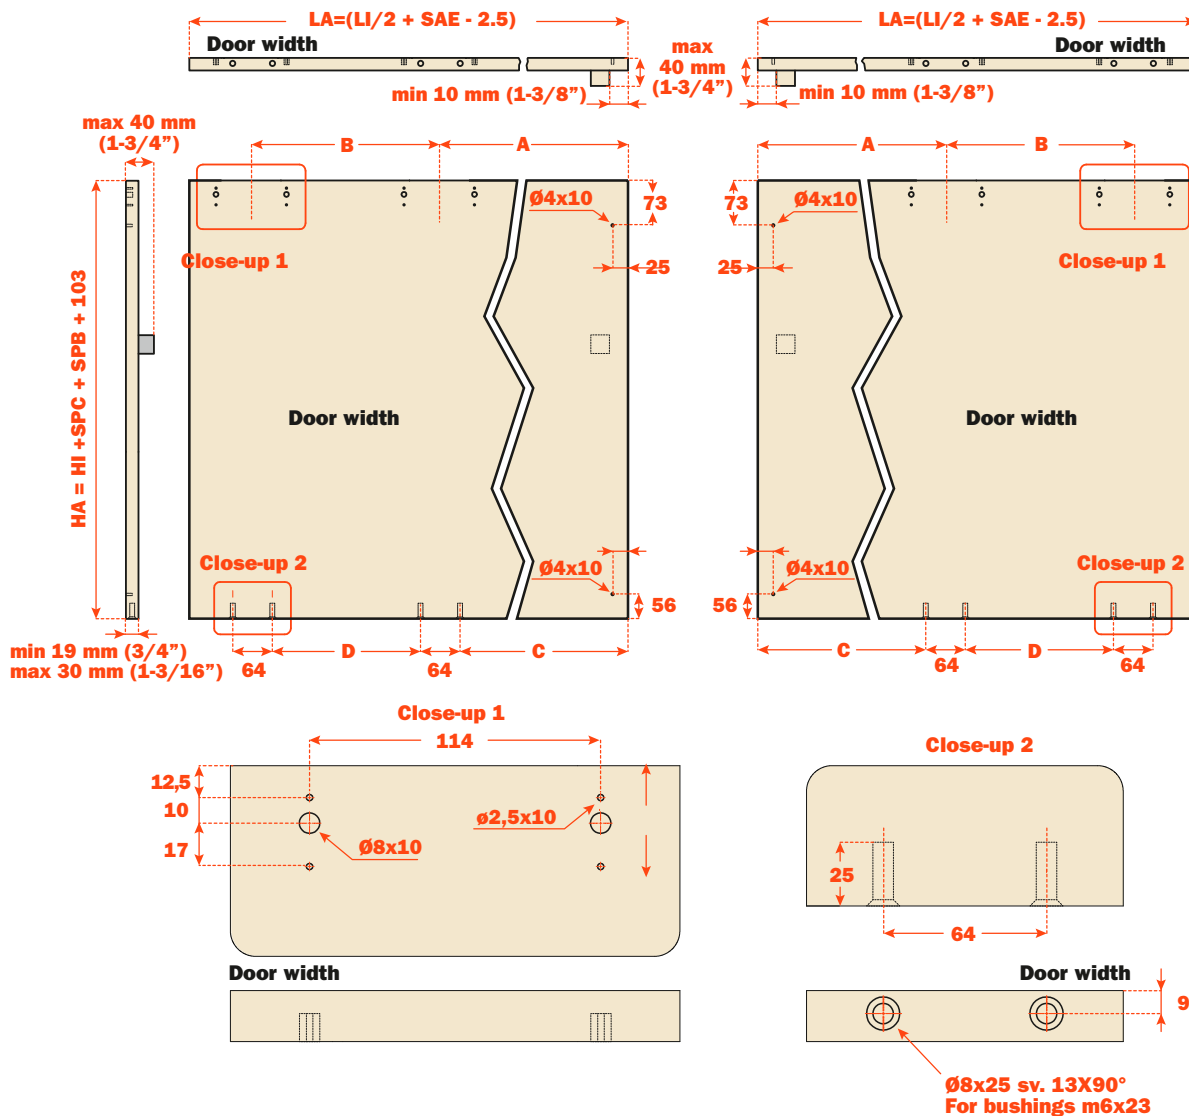 LA=(LI/2 + SAE - 2.5)
LA=(LI/2 + SAE - 2.5)
Door width
Door width
max
40 mm
(1-3/4”)
min 10 mm (1-3/8”)
min 10 mm (1-3/8”)
max 40 mm
(1-3/4”)
B
A
A
B
Ø4x10
73
73
Ø4x10
Close-up 1
25
25
Close-up 1
HA = HI +SPC + SPB + 103
Door width
Door width
Close-up 2
Close-up 2
Ø4x10
Ø4x10
56
56
min 19 mm (3/4”)
max 30 mm (1-3/16”)
64
D
64
C
C
64
D
64
Close-up 1
114
12,5
10
17
ø2,5x10
Ø8x10
Door width
Close-up 2
25
64
Door width
9
Ø8x25 sv. 13X90°
For bushings m6x23